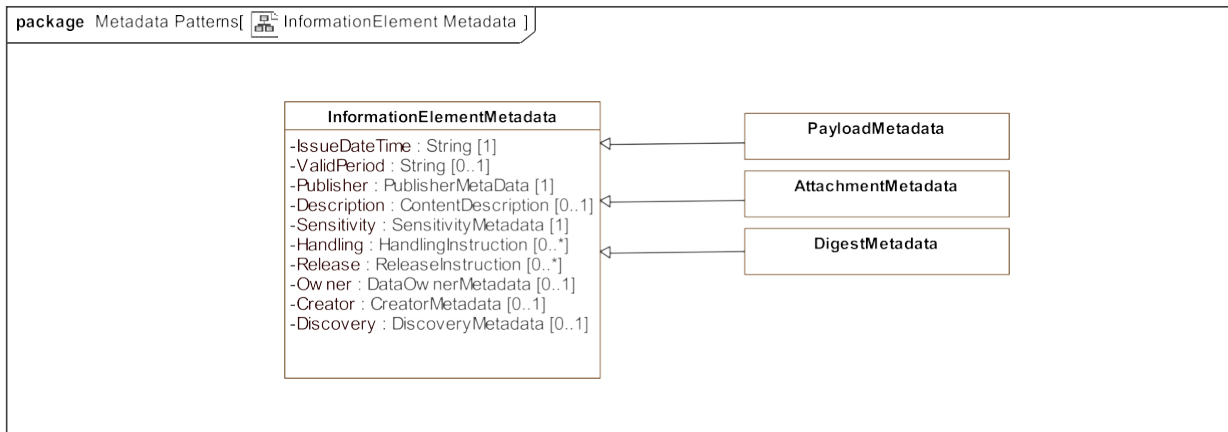 package Metadata Patterns[ InformationElement Metadata ]
InformationElementMetadata
-IssueDateTime : String [1]
-ValidPeriod : String [0..1]
-Publisher : PublisherMetaData [1]
-Description : ContentDescription [0..1]
-Sensitivity : SensitivityMetadata [1]
-Handling : HandlingInstruction [0..*]
-Release : ReleaseInstruction [0..*]
-Owner : DataOwnerMetadata [0..1]
-Creator : CreatorMetadata [0..1]
-Discovery : DiscoveryMetadata [0..1]
PayloadMetadata
AttachmentMetadata
DigestMetadata